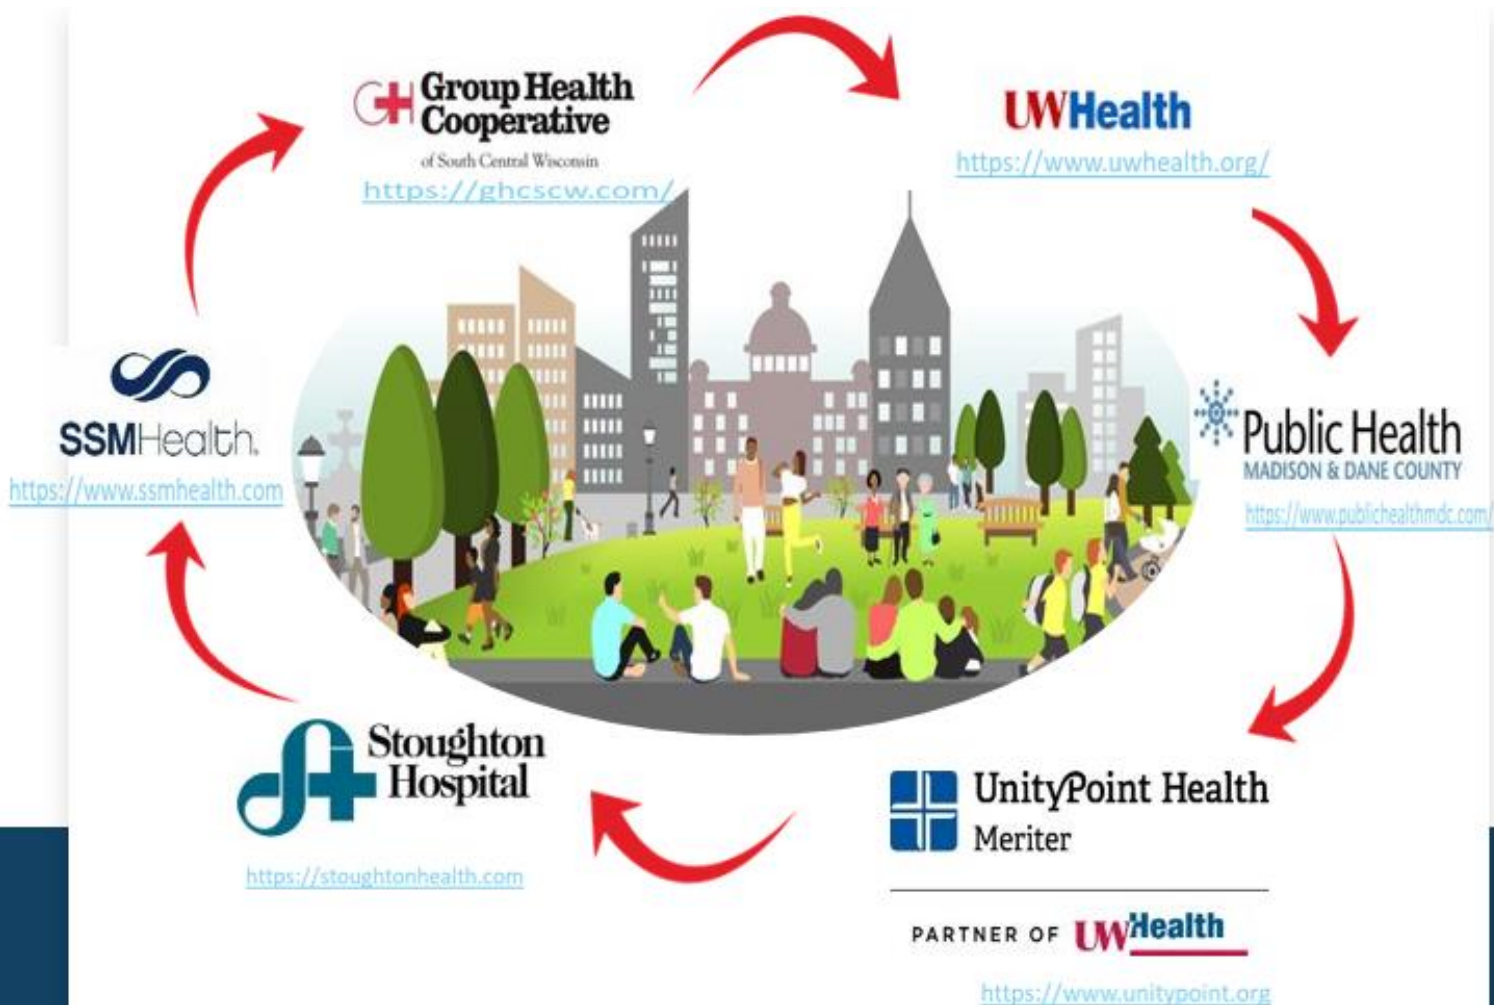 GH Group Health
Cooperative
of South Central Wisconsin
https://ghcscw.com/
UWHealth
https://www.uwhealth.org/
SSMHealth.
https://www.ssmhealth.com
Public Health
MADISON & DANE COUNTY
https://www.publichealthmdc.com/
Stoughton
Hospital
https://stoughtonhealth.com
UnityPoint Health
Meriter
PARTNER OF UWHealth
https://www.unitypoint.org